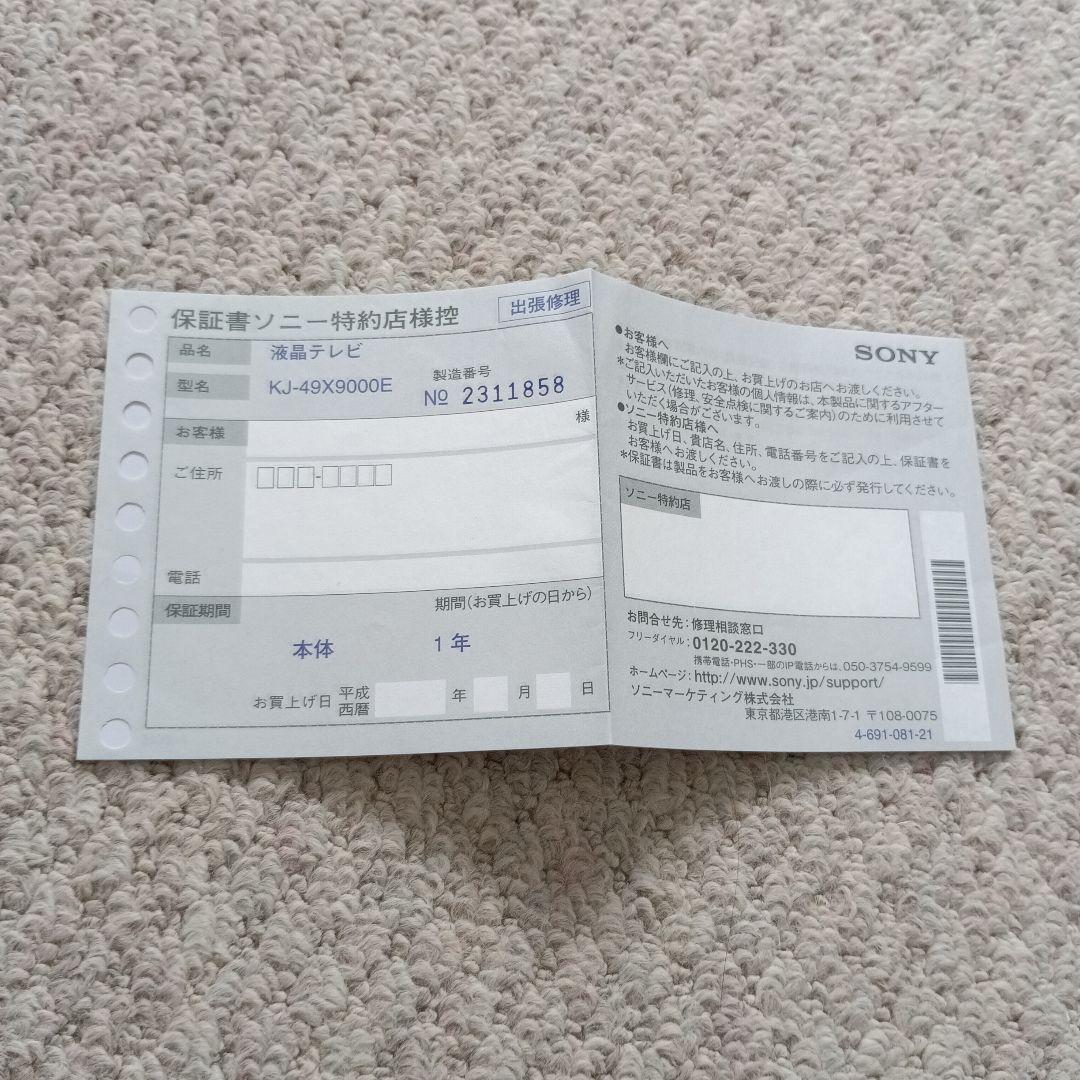 保証書ソニー特約店様控
出張修理
品名 液晶テレビ
型名 KJ-49X9000E 製造番号 № 2311858
お客様 様
ご住所 □□□-□□□□
電話
保証期間 期間(お買上げの日から)
本体 1年
お買上げ日 平成 西暦 年 月 日
SONY
●お客様へ
お客様欄にご記入の上、お買上げのお店へお渡しください。
*ご記入いただいたお客様の個人情報は、本製品に関するアフター
サービス(修理、安全点検に関するご案内)のために利用させて
いただく場合がございます。
●ソニー特約店様へ
お買上げ日、貴店名、住所、電話番号をご記入の上、保証書を
お客様へお渡しください。
*保証書は製品をお客様へお渡しの際に必ず発行してください。
ソニー特約店
お問合せ先:修理相談窓口
フリーダイヤル:0120-222-330
携帯電話・PHS・一部のIP電話からは、050-3754-9599
ホームページ:http://www.sony.jp/support/
ソニーマーケティング株式会社
東京都港区港南1-7-1 〒108-0075
4-691-081-21